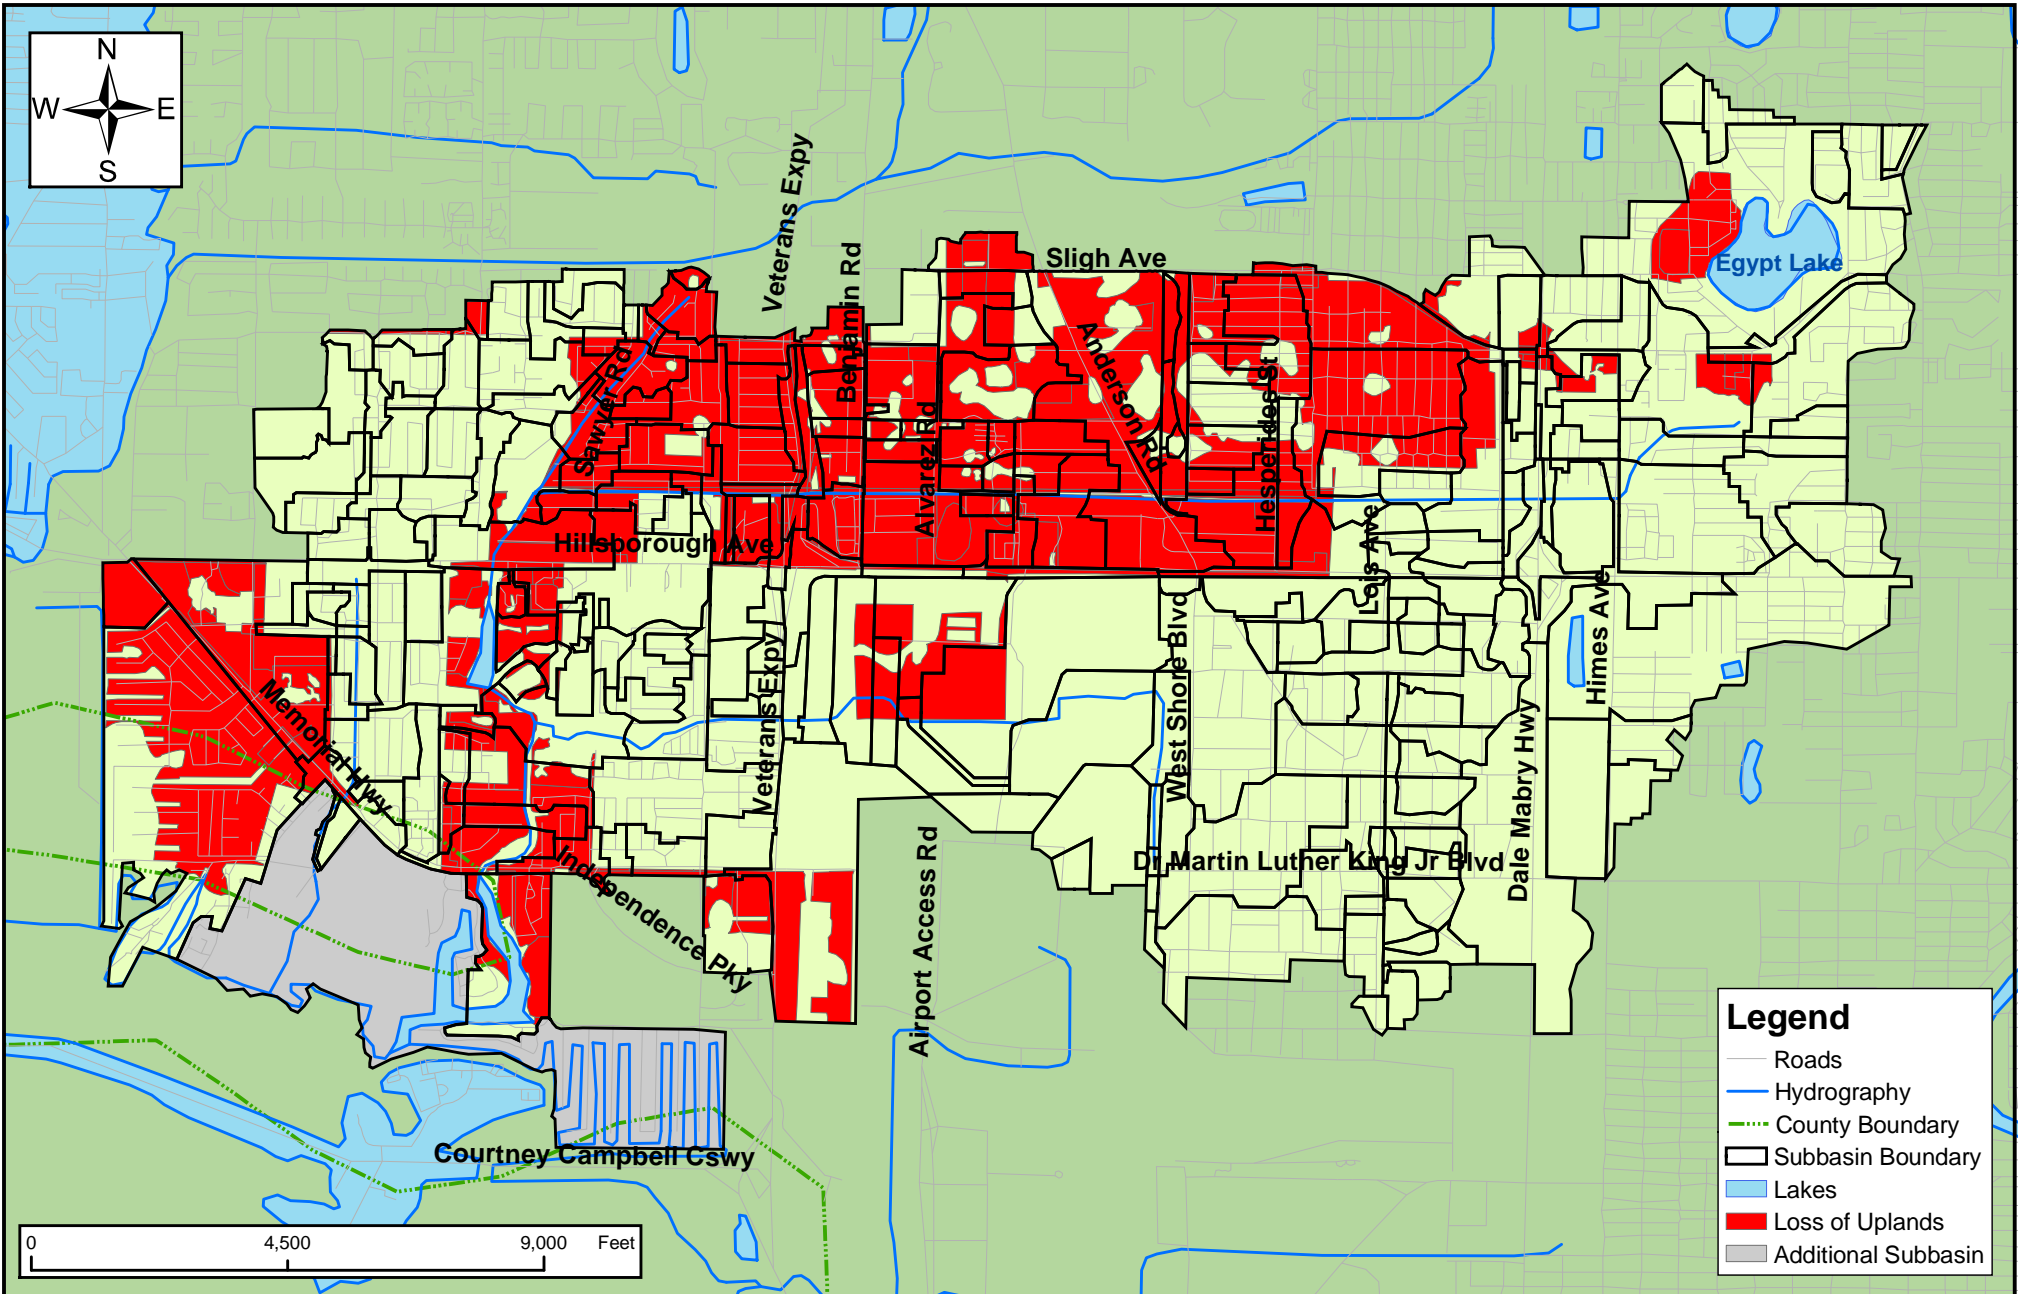 N
W E
S
Veterans Expy
Benjamin Rd
Sligh Ave
Egypt Lake
Sawyer Rd
Anderson Rd
Alvarez Rd
Hesperides St
Hillsborough Ave
Lois Ave
Himes Ave
Memorial Hwy
Veterans Expy
West Shore Blvd
Dale Mabry Hwy
Dr Martin Luther King Jr Blvd
Independence Pky
Airport Access Rd
Courtney Campbell Cswy
0 4,500 9,000 Feet
Legend
Roads
Hydrography
County Boundary
Subbasin Boundary
Lakes
Loss of Uplands
Additional Subbasin